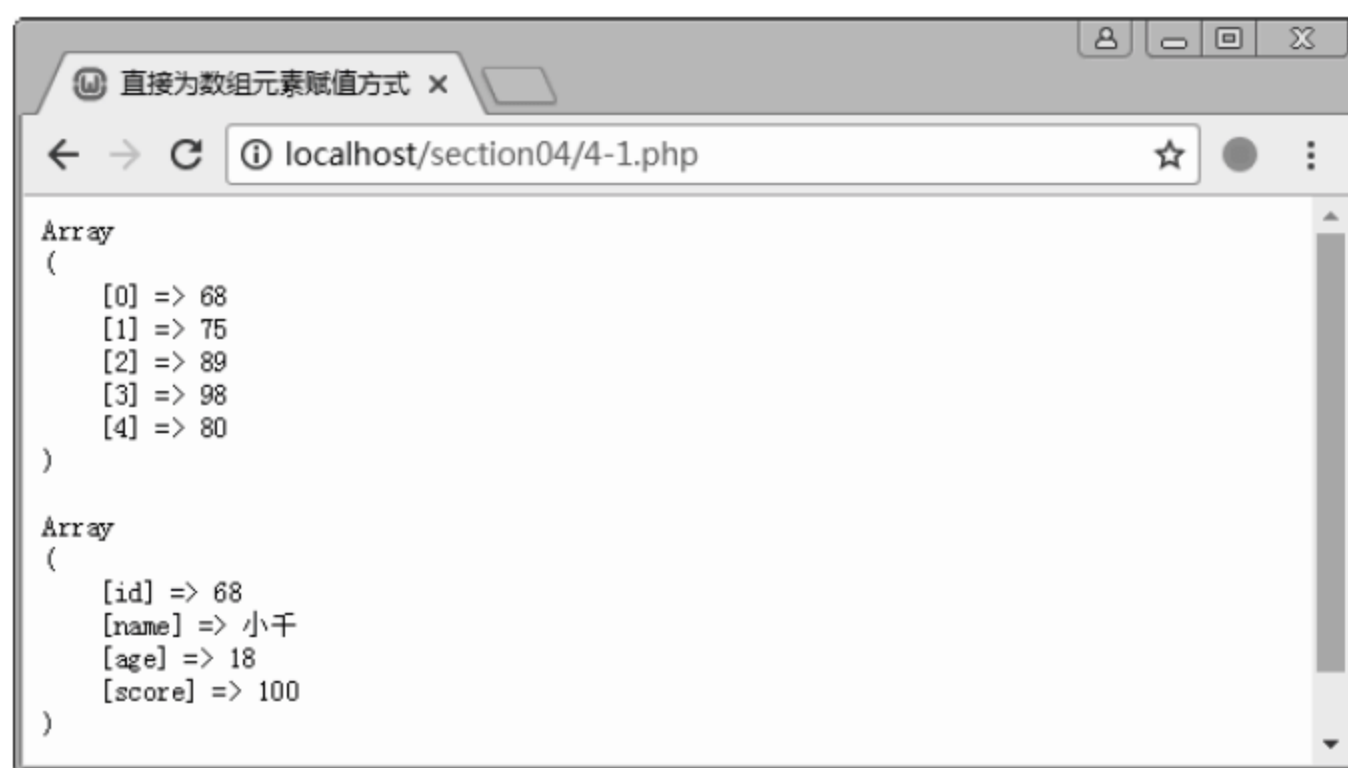 直接为数组元素赋值方式
localhost/section04/4-1.php
Array
(
    [0] => 68
    [1] => 75
    [2] => 89
    [3] => 98
    [4] => 80
)
Array
(
    [id] => 68
    [name] => 小千
    [age] => 18
    [score] => 100
)